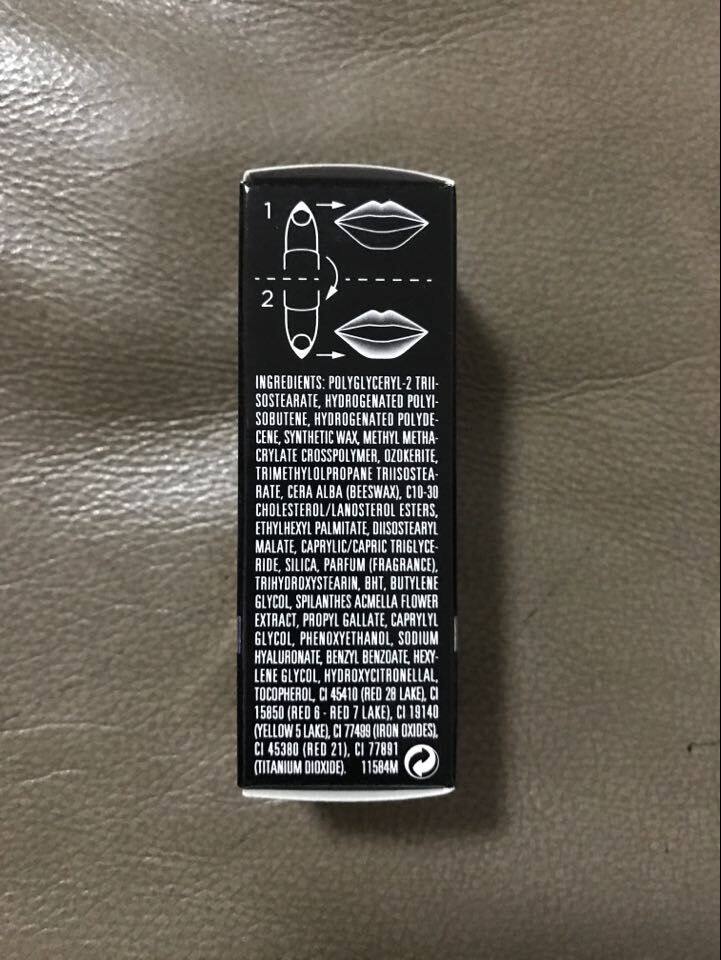 1
2
INGREDIENTS: POLYGLYCERYL-2 TRII-
SOSTEARATE, HYDROGENATED POLYI-
SOBUTENE, HYDROGENATED POLYDE-
CENE, SYNTHETIC WAX, METHYL METHA-
CRYLATE CROSSPOLYMER, OZOKERITE,
TRIMETHYLOLPROPANE TRIISOSTEA-
RATE, CERA ALBA (BEESWAX), C10-30
CHOLESTEROL/LANOSTEROL ESTERS,
ETHYLHEXYL PALMITATE, DIISOSTEARYL
MALATE, CAPRYLIC/CAPRIC TRIGLYCE-
RIDE, SILICA, PARFUM (FRAGRANCE),
TRIHYDROXYSTEARIN, BHT, BUTYLENE
GLYCOL, SPILANTHES ACMELLA FLOWER
EXTRACT, PROPYL GALLATE, CAPRYLYL
GLYCOL, PHENOXYETHANOL, SODIUM
HYALURONATE, BENZYL BENZOATE, HEXY-
LENE GLYCOL, HYDROXYCITRONELLAL,
TOCOPHEROL, CI 45410 (RED 28 LAKE), CI
15850 (RED 6 - RED 7 LAKE), CI 19140
(YELLOW 5 LAKE), CI 77499 (IRON OXIDES),
CI 45380 (RED 21), CI 77891
(TITANIUM DIOXIDE). 11584M